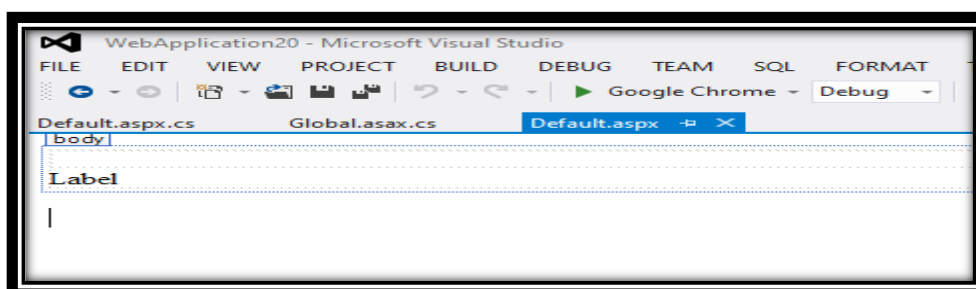 WebApplication20 - Microsoft Visual Studio
FILE EDIT VIEW PROJECT BUILD DEBUG TEAM SQL FORMAT
Google Chrome Debug
Default.aspx.cs Global.asax.cs Default.aspx
body
Label